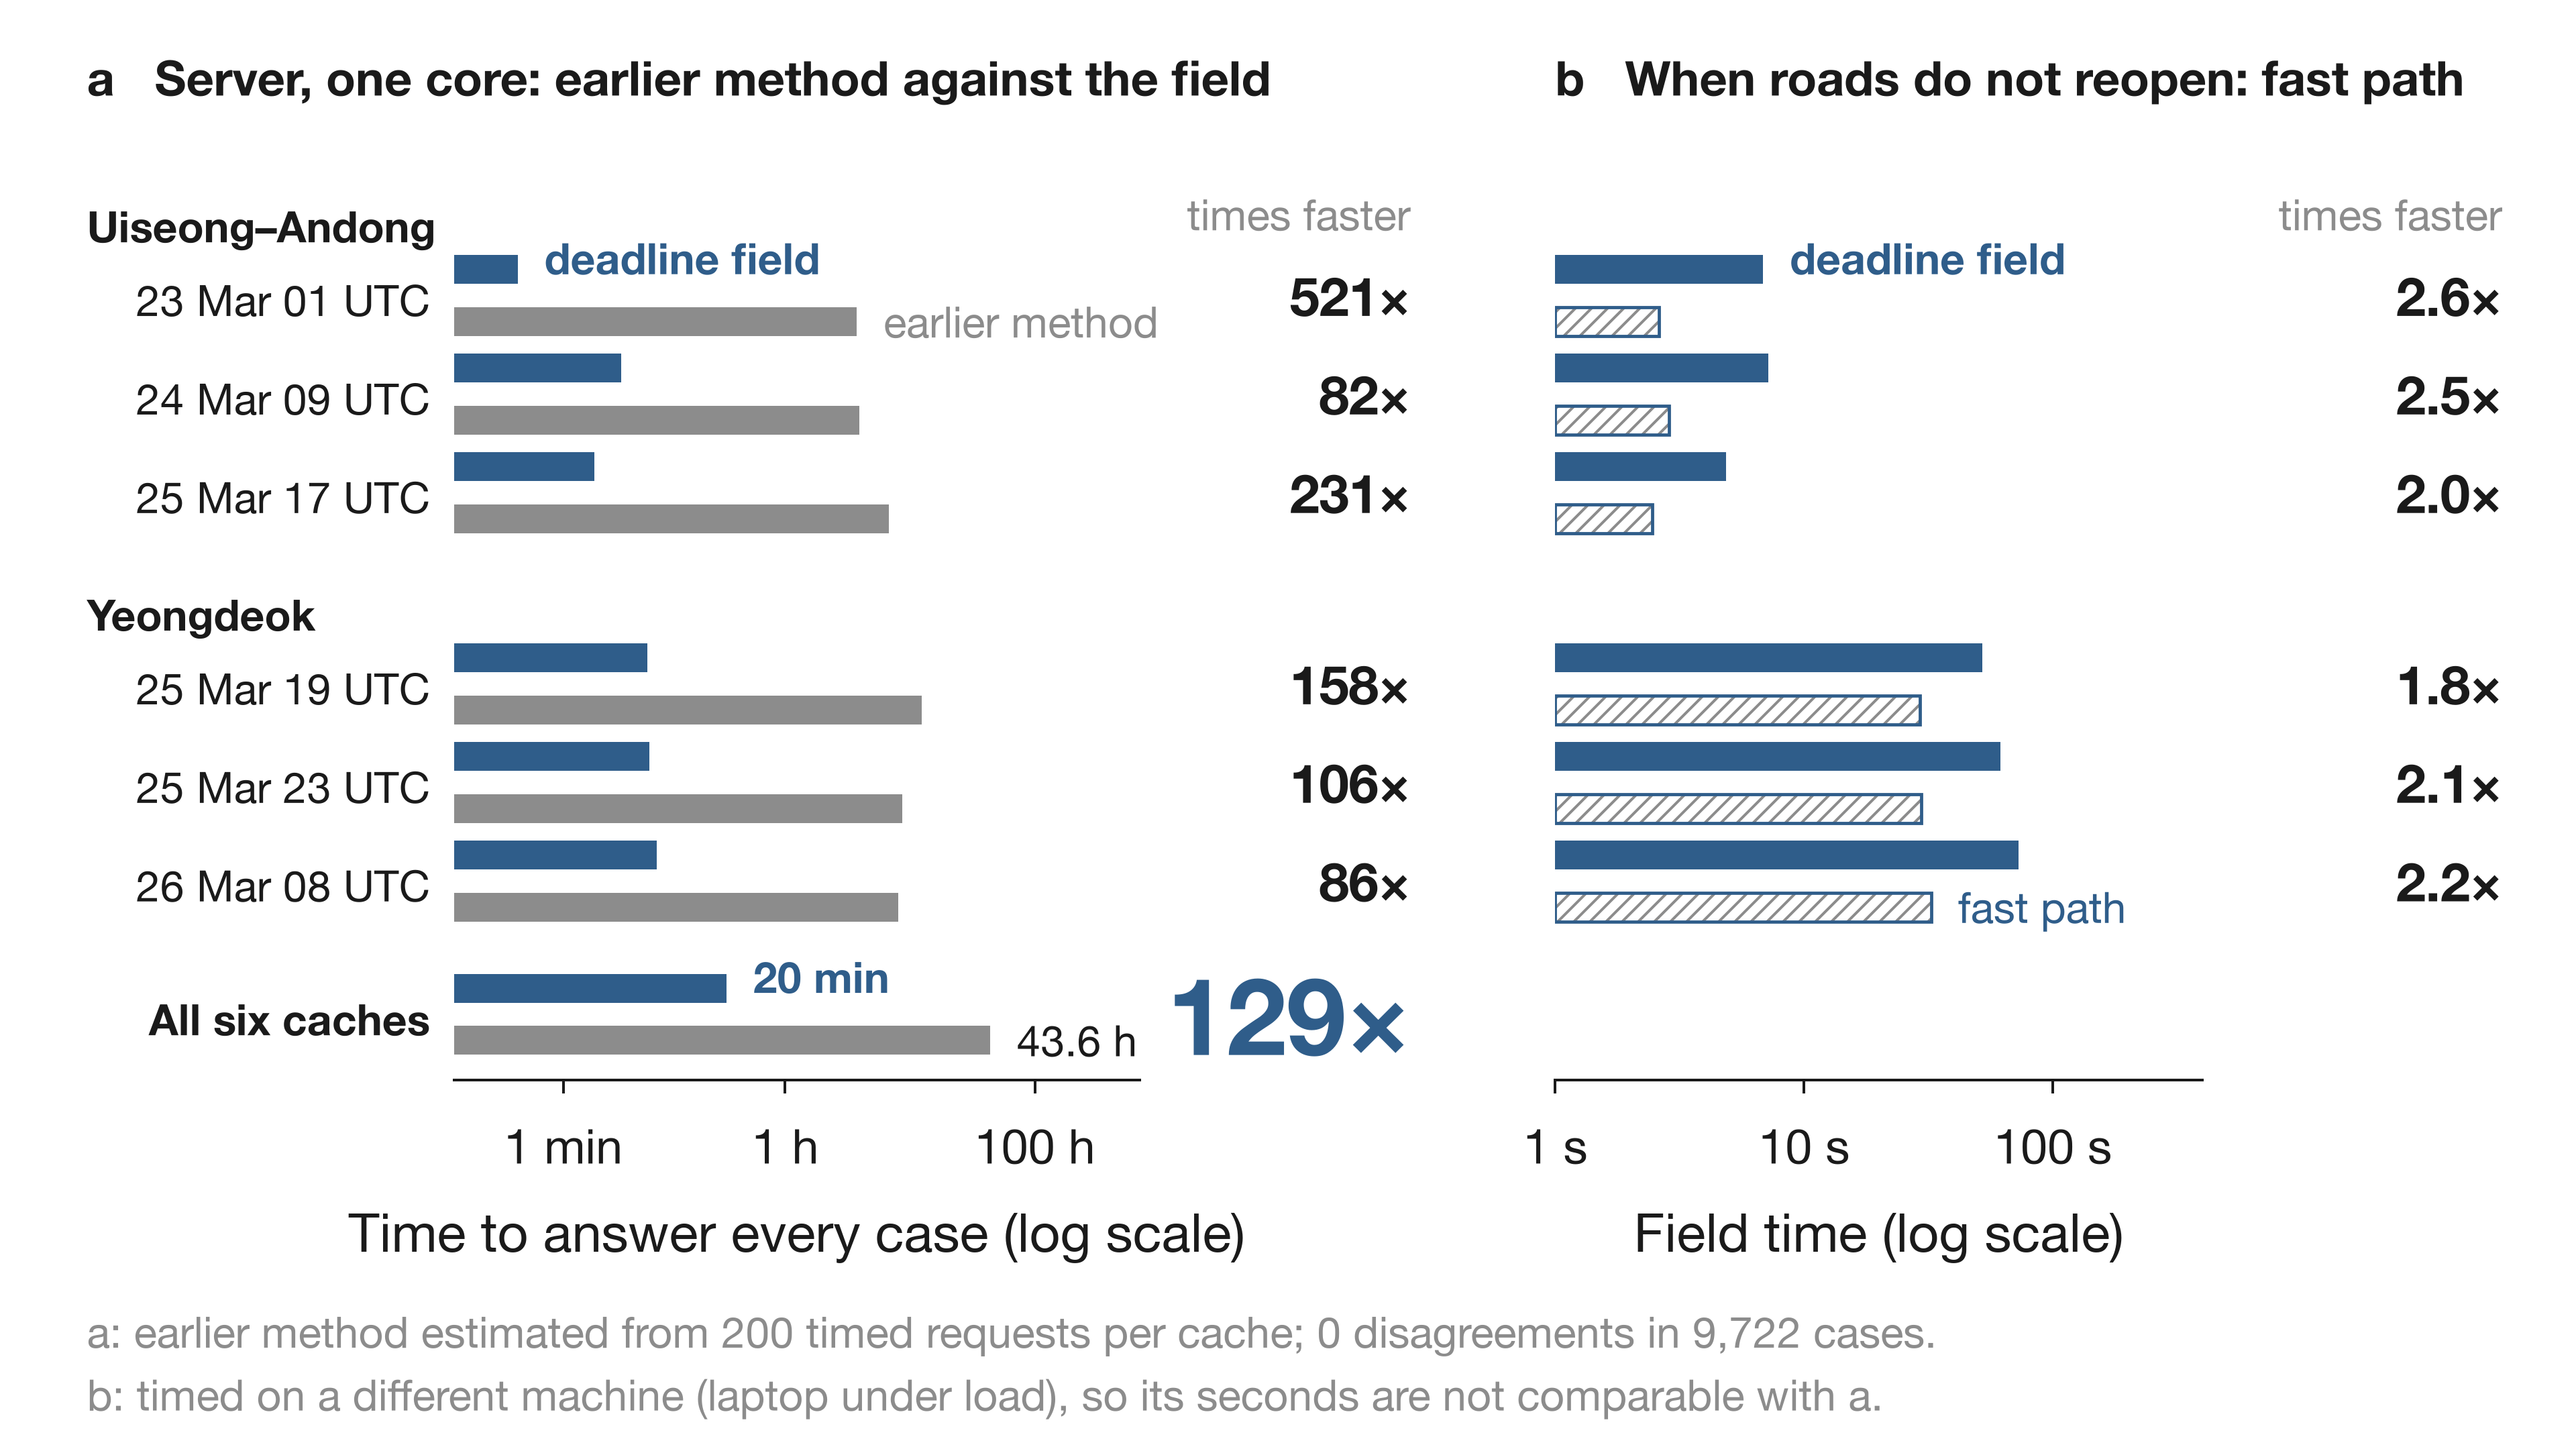 a Server, one core: earlier method against the field
Uiseong–Andong
times faster
deadline field
23 Mar 01 UTC
earlier method
521×
24 Mar 09 UTC
82×
25 Mar 17 UTC
231×
Yeongdeok
25 Mar 19 UTC
158×
25 Mar 23 UTC
106×
26 Mar 08 UTC
86×
20 min
All six caches
43.6 h
129×
1 min 1 h 100 h
Time to answer every case (log scale)
b When roads do not reopen: fast path
times faster
deadline field
2.6×
2.5×
2.0×
1.8×
2.1×
2.2×
fast path
1 s 10 s 100 s
Field time (log scale)
a: earlier method estimated from 200 timed requests per cache; 0 disagreements in 9,722 cases.
b: timed on a different machine (laptop under load), so its seconds are not comparable with a.